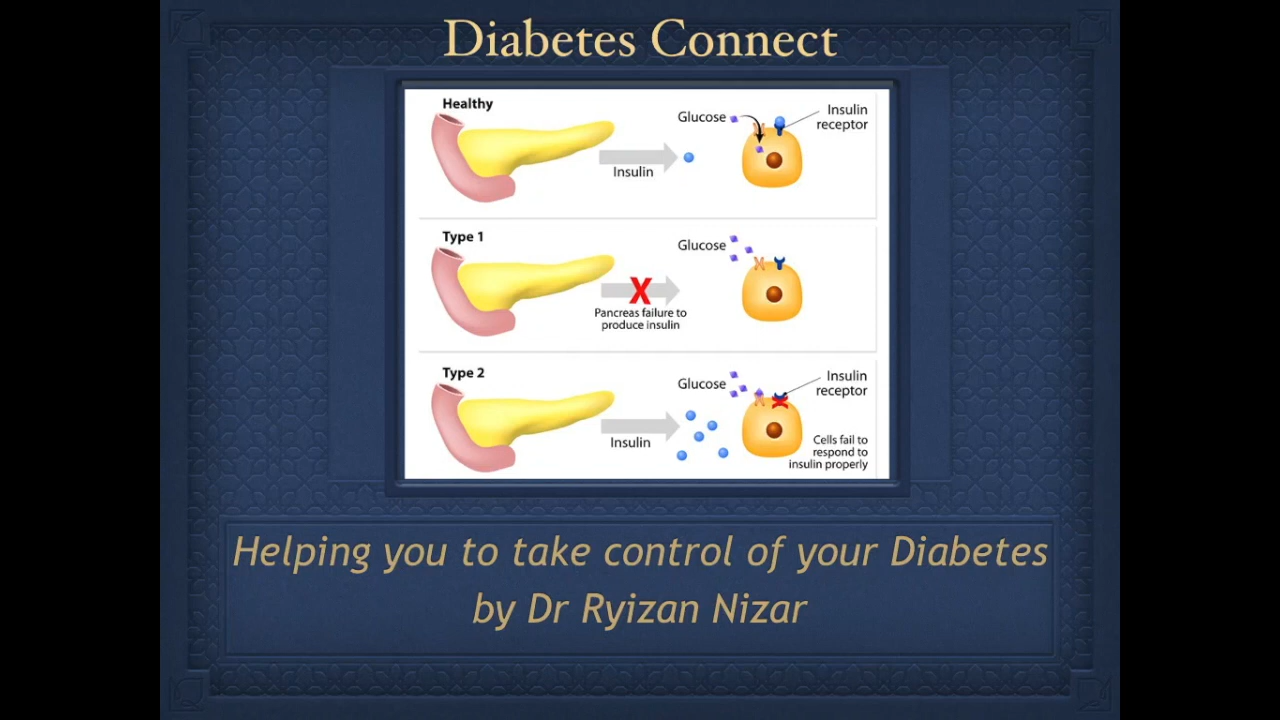 Diabetes Connect
Healthy
Glucose
Insulin
receptor
Insulin
Type 1
Glucose
X
Pancreas failure to
produce insulin
Type 2
Glucose
Insulin
receptor
Insulin
Cells fail to
respond to
insulin properly
Helping you to take control of your Diabetes
by Dr Ryizan Nizar